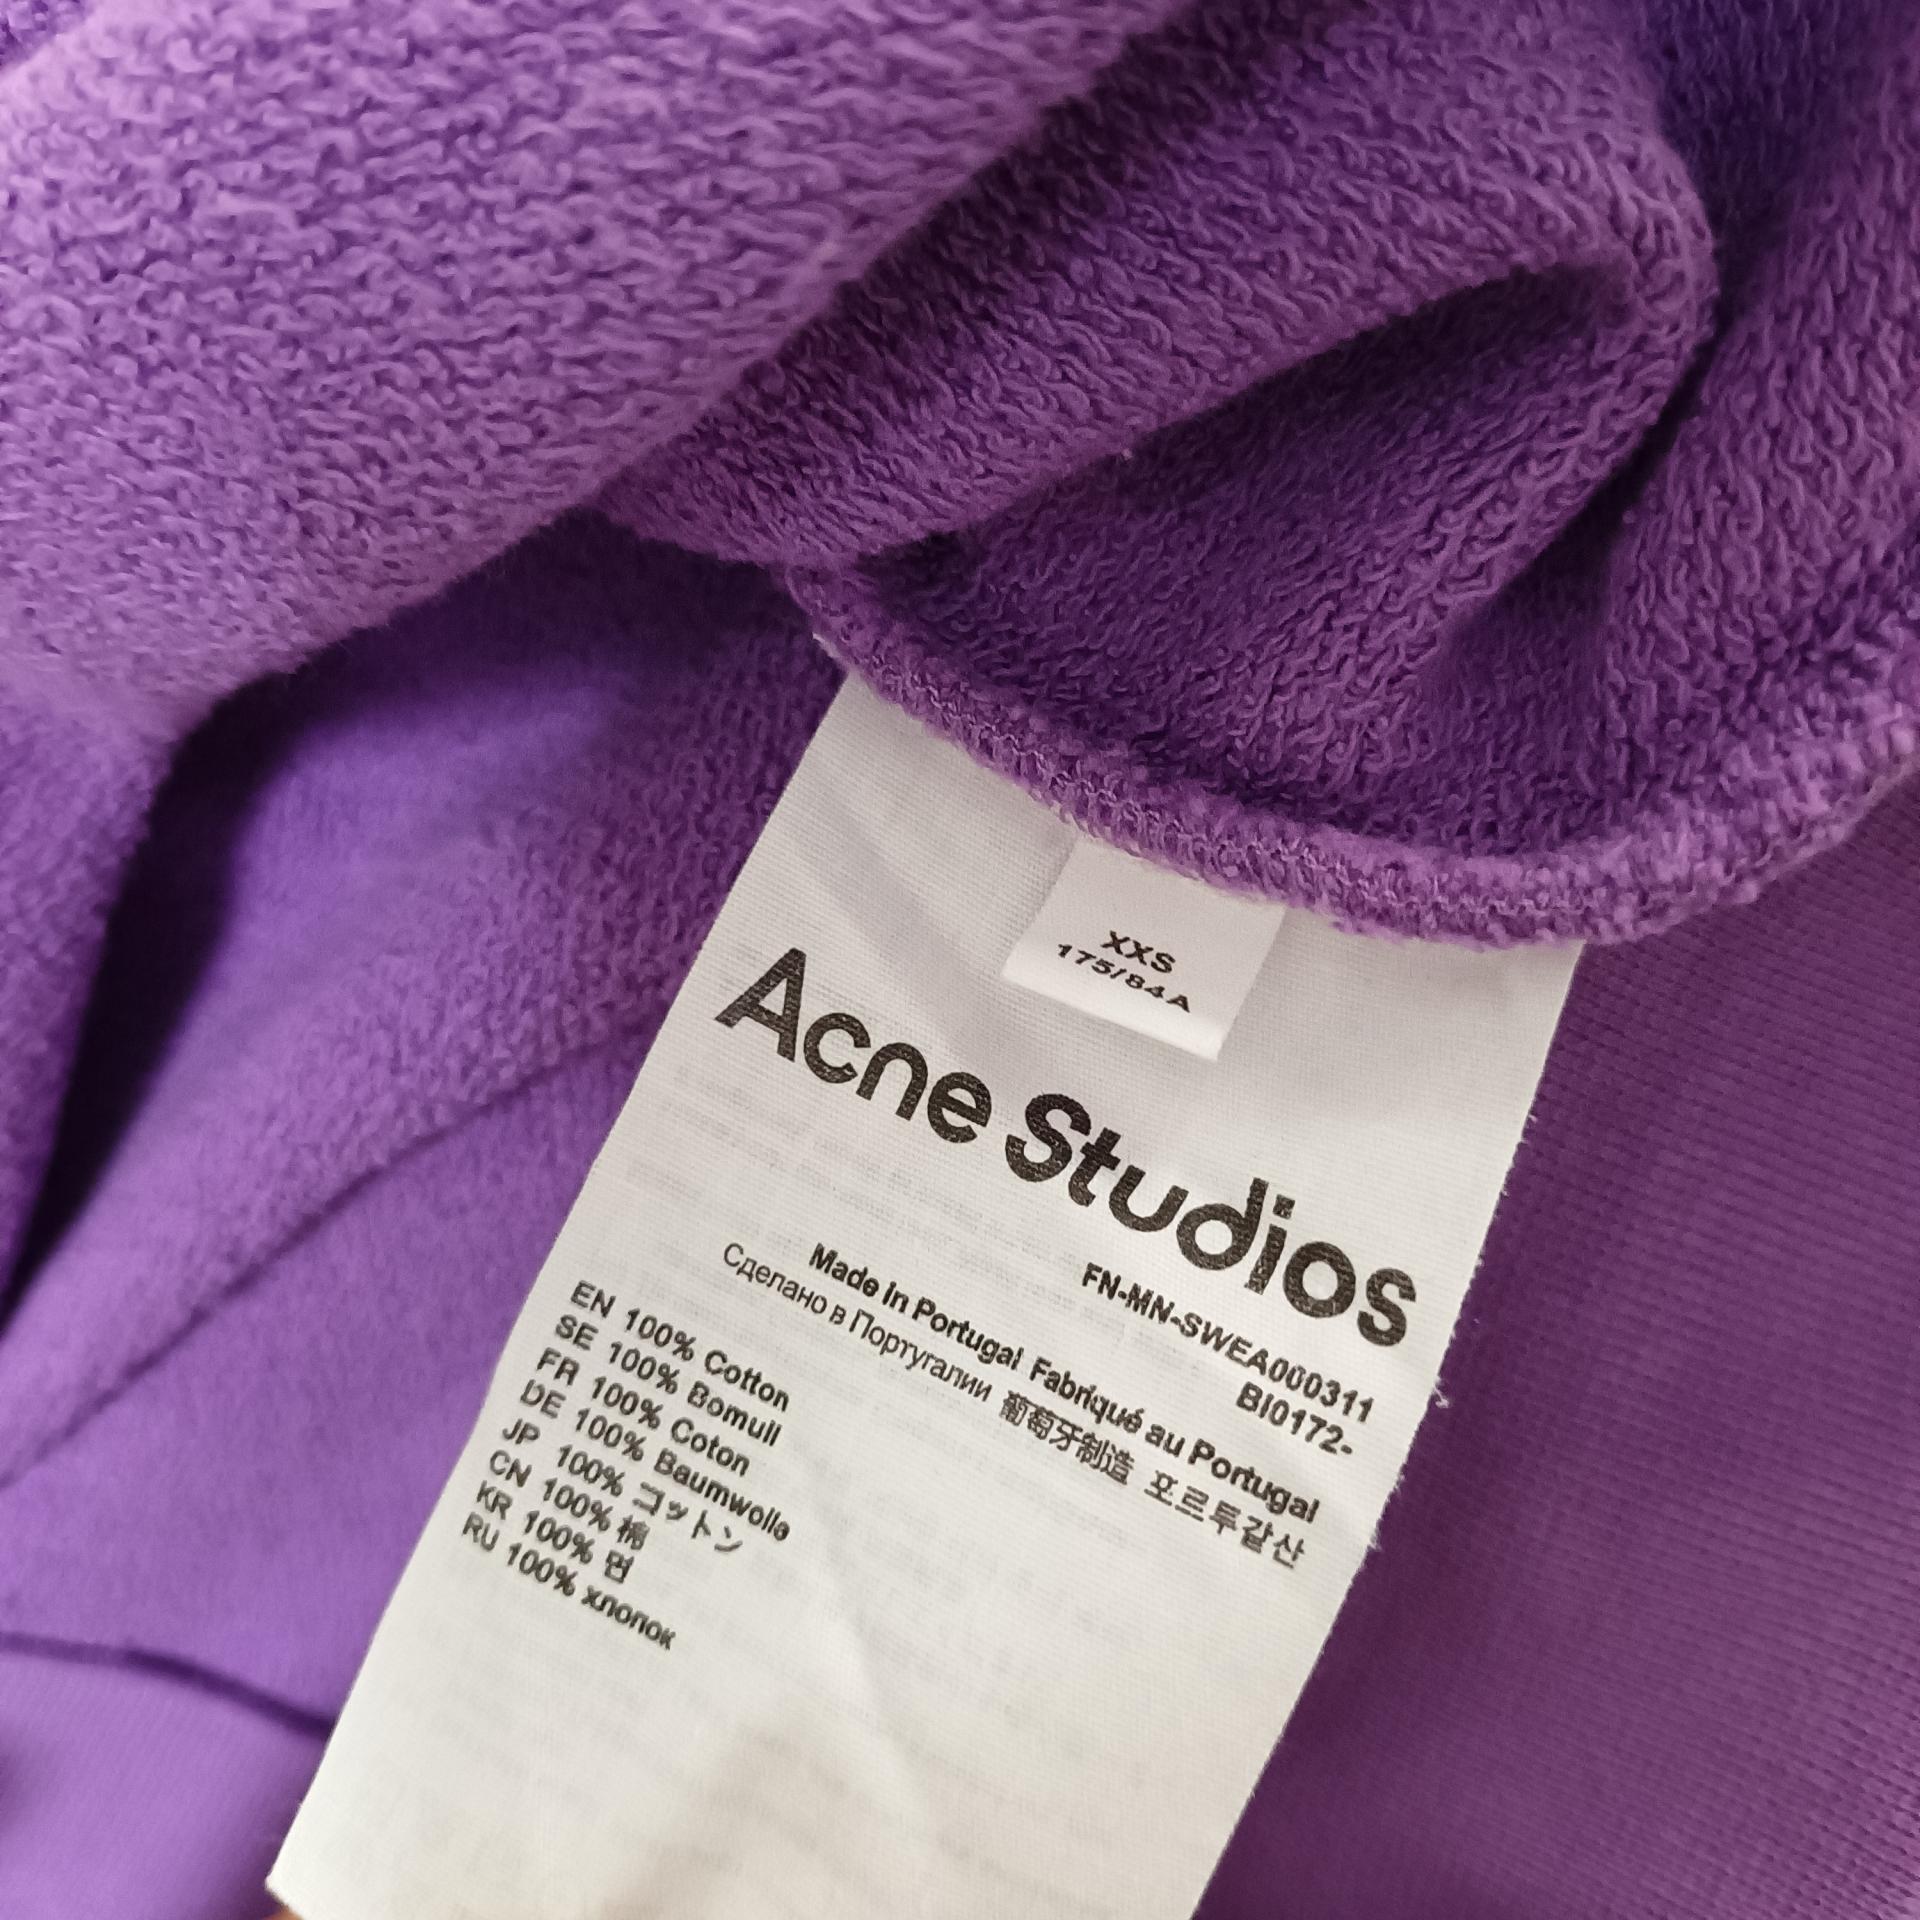 XXS
175/84A
Acne Studios
FN-MN-SWEA000311
BI0172-
Made in Portugal Fabriqué au Portugal
Сделано в Португалии 葡萄牙制造 포르투갈산
EN 100% Cotton
SE 100% Bomull
FR 100% Coton
DE 100% Baumwolle
JP 100% コットン
CN 100% 棉
KR 100% 면
RU 100% хлопок